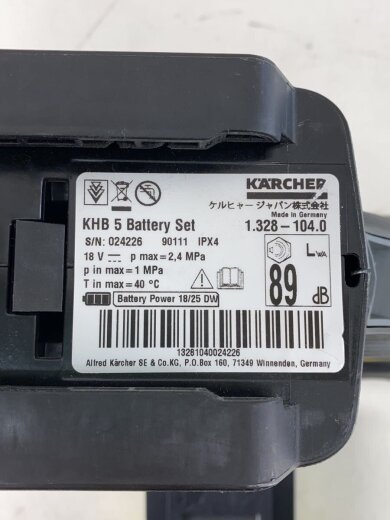 KÄRCHER
ケルヒャー ジャパン株式会社
Made in Germany
KHB 5 Battery Set
1.328-104.0
S/N: 024226 90111 IPX4
18 V p max = 2,4 MPa
p in max = 1 MPa
T in max = 40 °C
LWA
89 dB
Battery Power 18/25 DW
13281040024226
Alfred Kärcher SE & Co.KG, P.O.Box 160, 71349 Winnenden, Germany